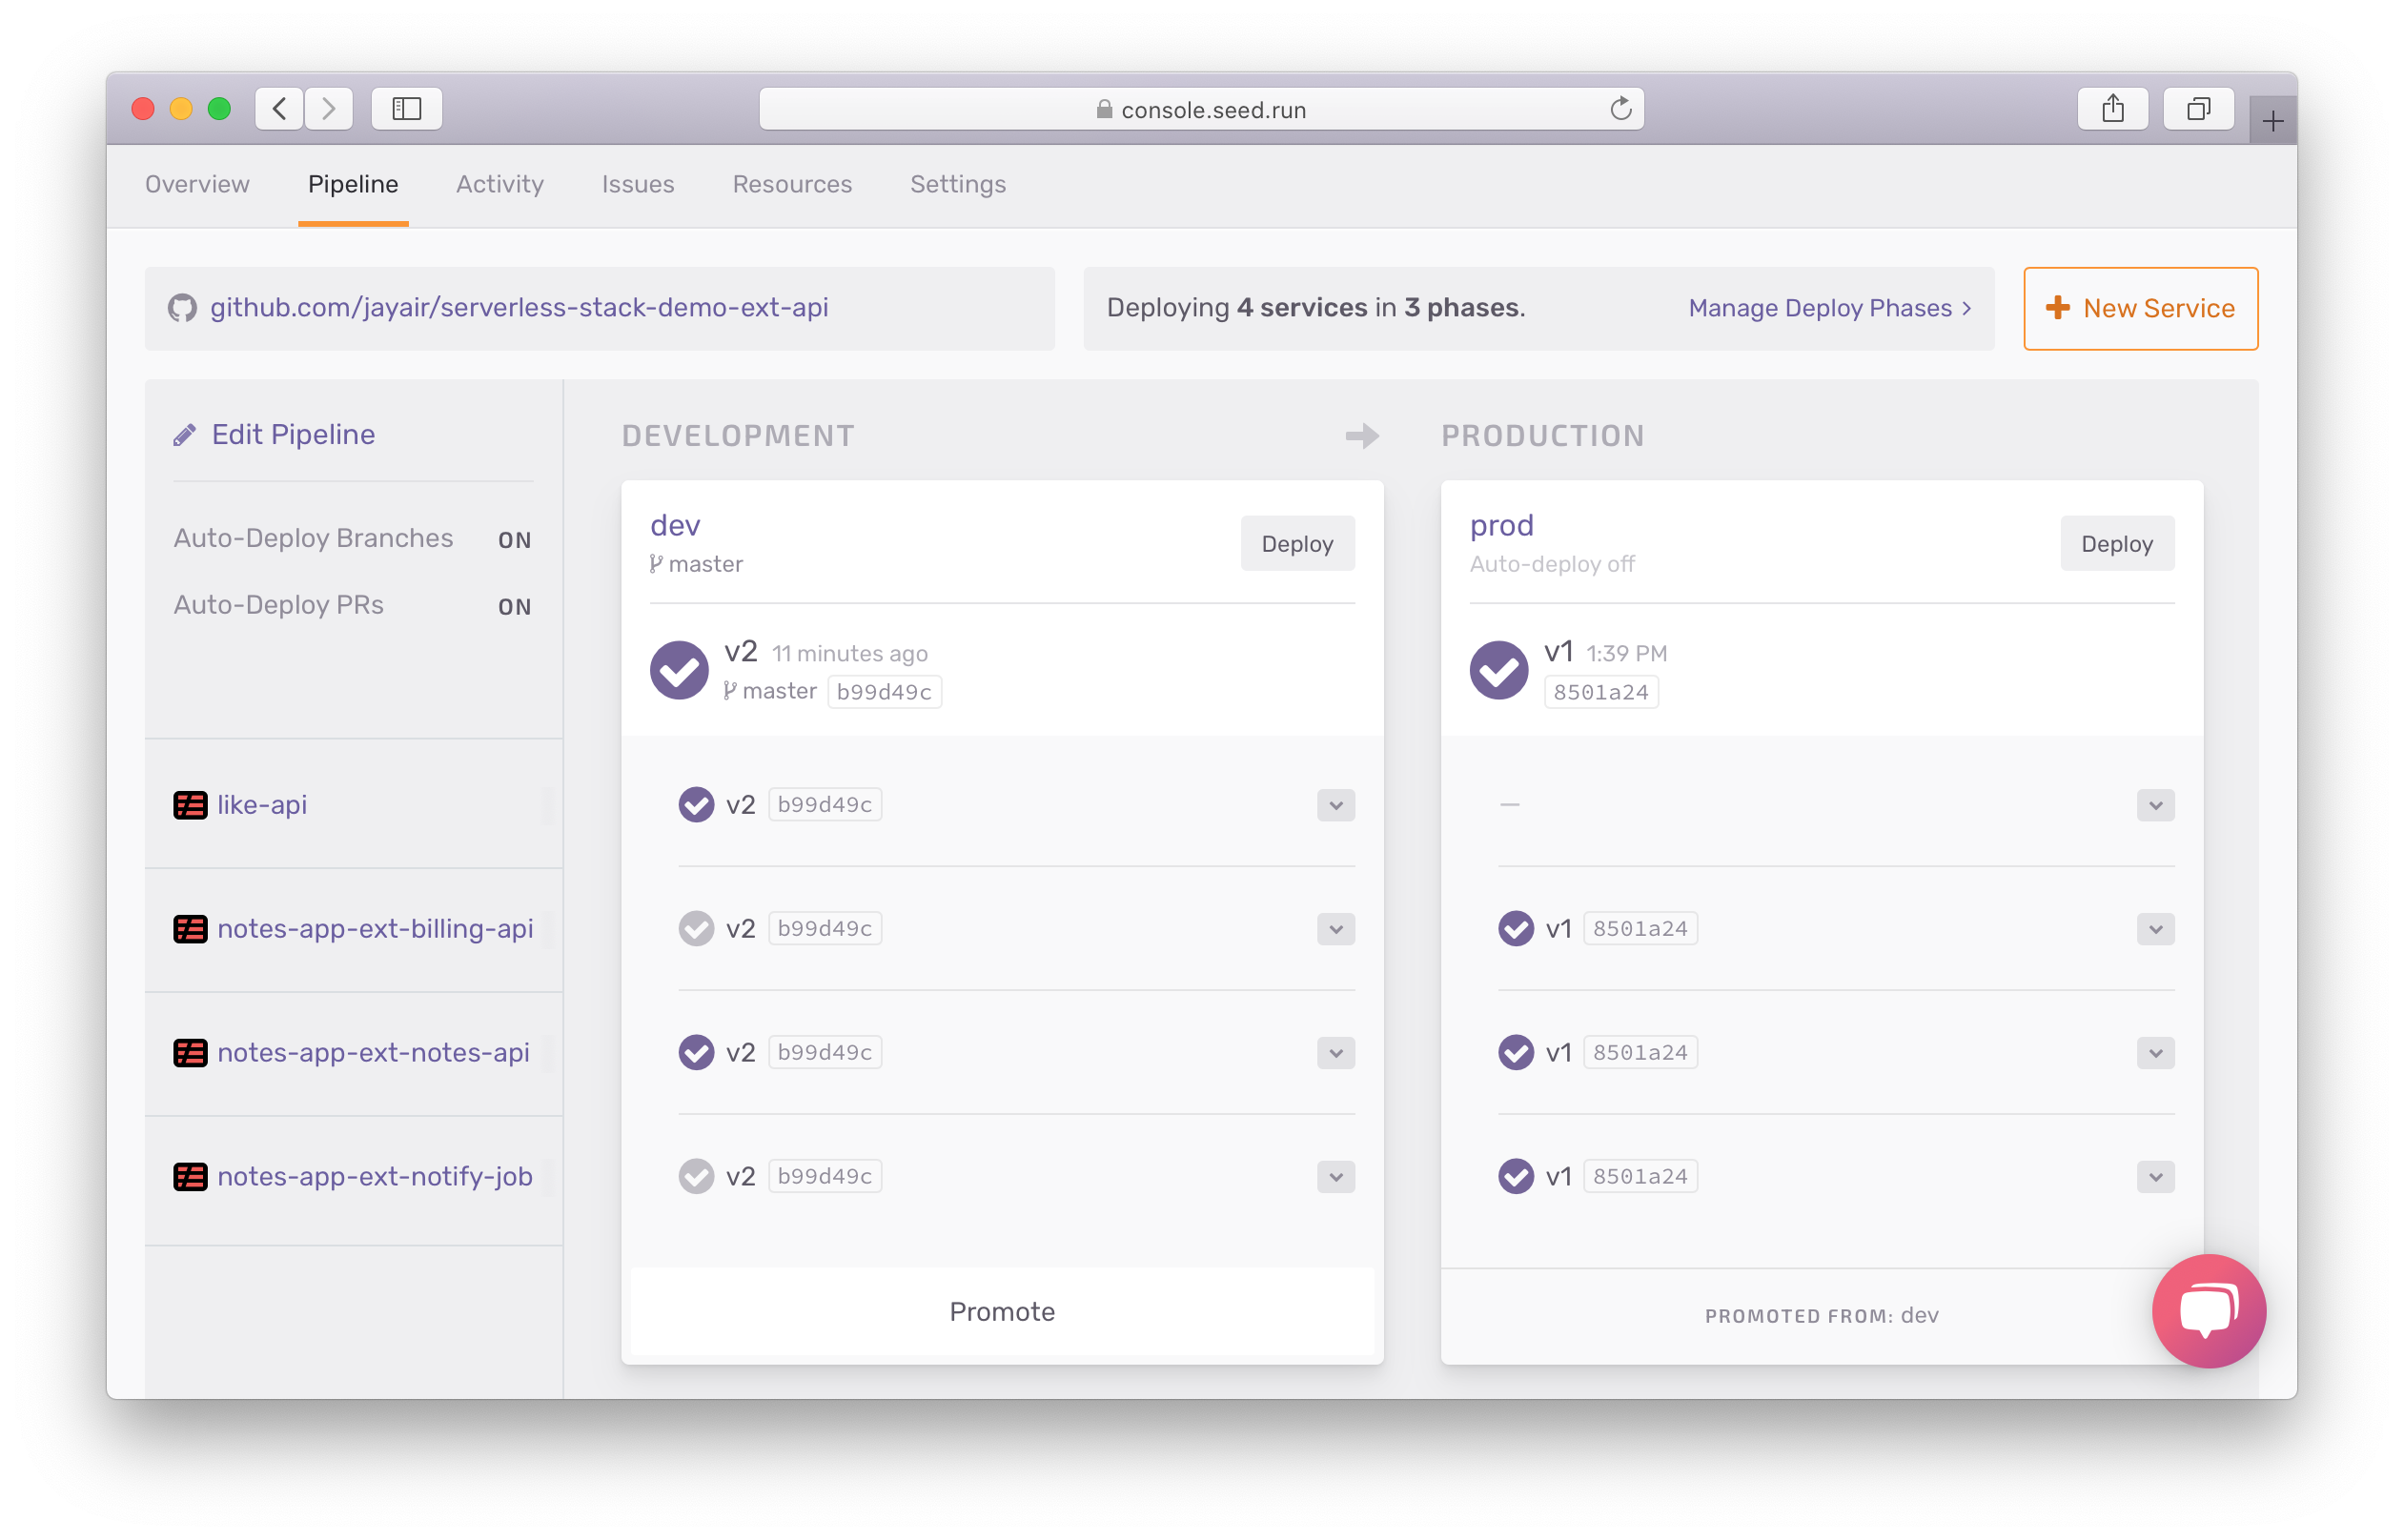 console.seed.run
Overview Pipeline Activity Issues Resources Settings
github.com/jayair/serverless-stack-demo-ext-api
Deploying 4 services in 3 phases. Manage Deploy Phases
New Service
Edit Pipeline
Auto-Deploy Branches ON
Auto-Deploy PRs ON
like-api
notes-app-ext-billing-api
notes-app-ext-notes-api
notes-app-ext-notify-job
DEVELOPMENT
dev
master
Deploy
v2 11 minutes ago
master b99d49c
v2 b99d49c
v2 b99d49c
v2 b99d49c
v2 b99d49c
Promote
PRODUCTION
prod
Auto-deploy off
Deploy
v1 1:39 PM
8501a24
–
v1 8501a24
v1 8501a24
v1 8501a24
PROMOTED FROM: dev